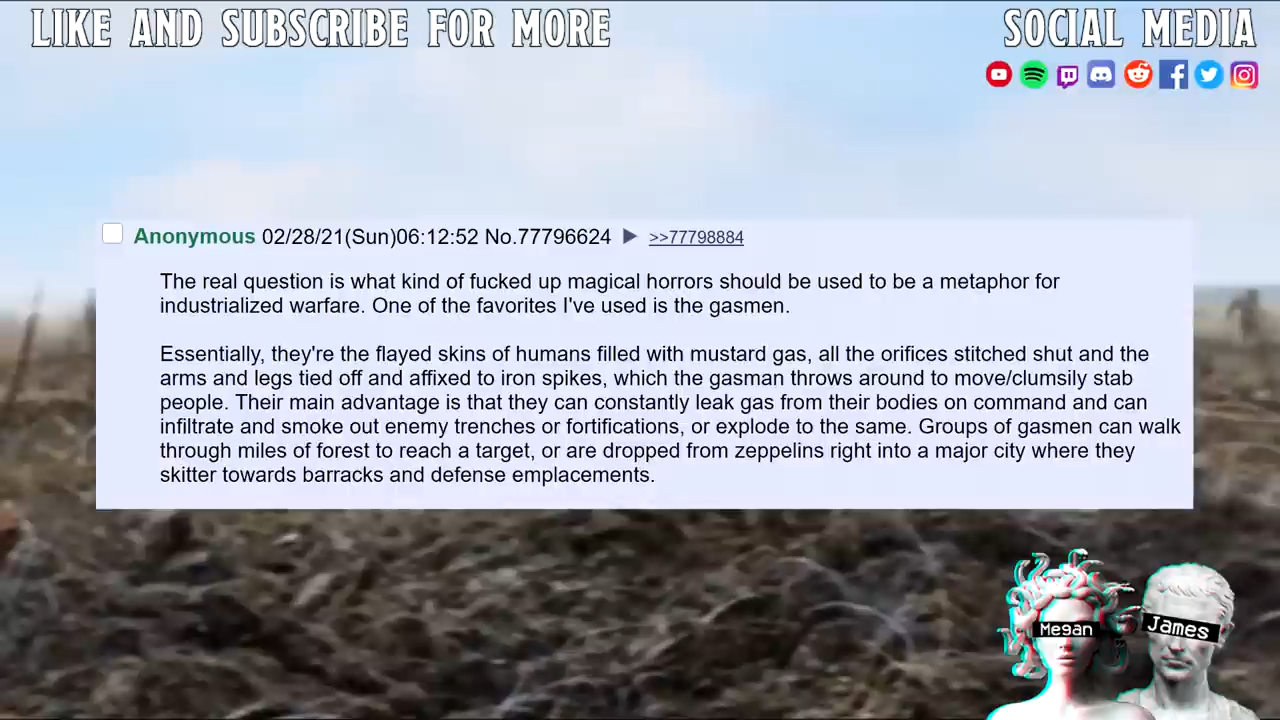 LIKE AND SUBSCRIBE FOR MORE
SOCIAL MEDIA
Anonymous 02/28/21(Sun)06:12:52 No.77796624 ▶ >>77798884
The real question is what kind of fucked up magical horrors should be used to be a metaphor for
industrialized warfare. One of the favorites I've used is the gasmen.
Essentially, they're the flayed skins of humans filled with mustard gas, all the orifices stitched shut and the
arms and legs tied off and affixed to iron spikes, which the gasman throws around to move/clumsily stab
people. Their main advantage is that they can constantly leak gas from their bodies on command and can
infiltrate and smoke out enemy trenches or fortifications, or explode to the same. Groups of gasmen can walk
through miles of forest to reach a target, or are dropped from zeppelins right into a major city where they
skitter towards barracks and defense emplacements.
Megan
James